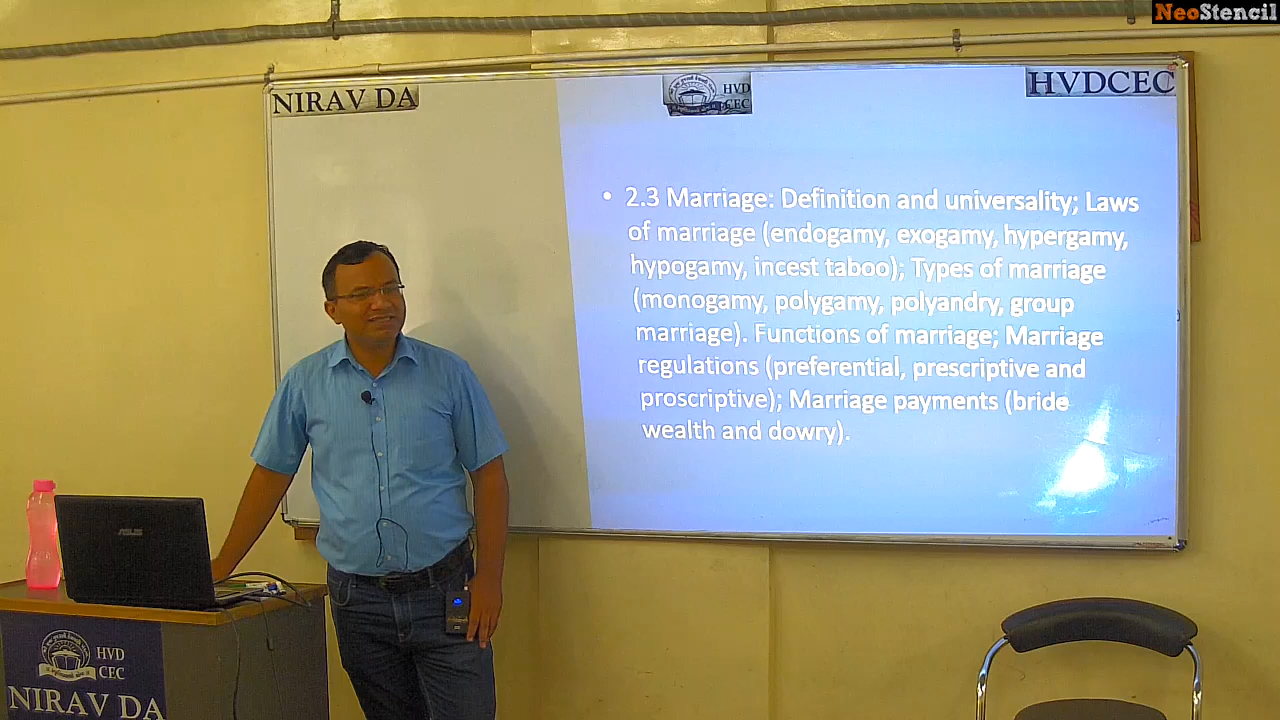 NeoStencil
NIRAV DA
HVD
CEC
HVDCEC
• 2.3 Marriage: Definition and universality; Laws
of marriage (endogamy, exogamy, hypergamy,
hypogamy, incest taboo); Types of marriage
(monogamy, polygamy, polyandry, group
marriage). Functions of marriage; Marriage
regulations (preferential, prescriptive and
proscriptive); Marriage payments (bride
wealth and dowry).
ASUS
HVD
CEC
NIRAV DA